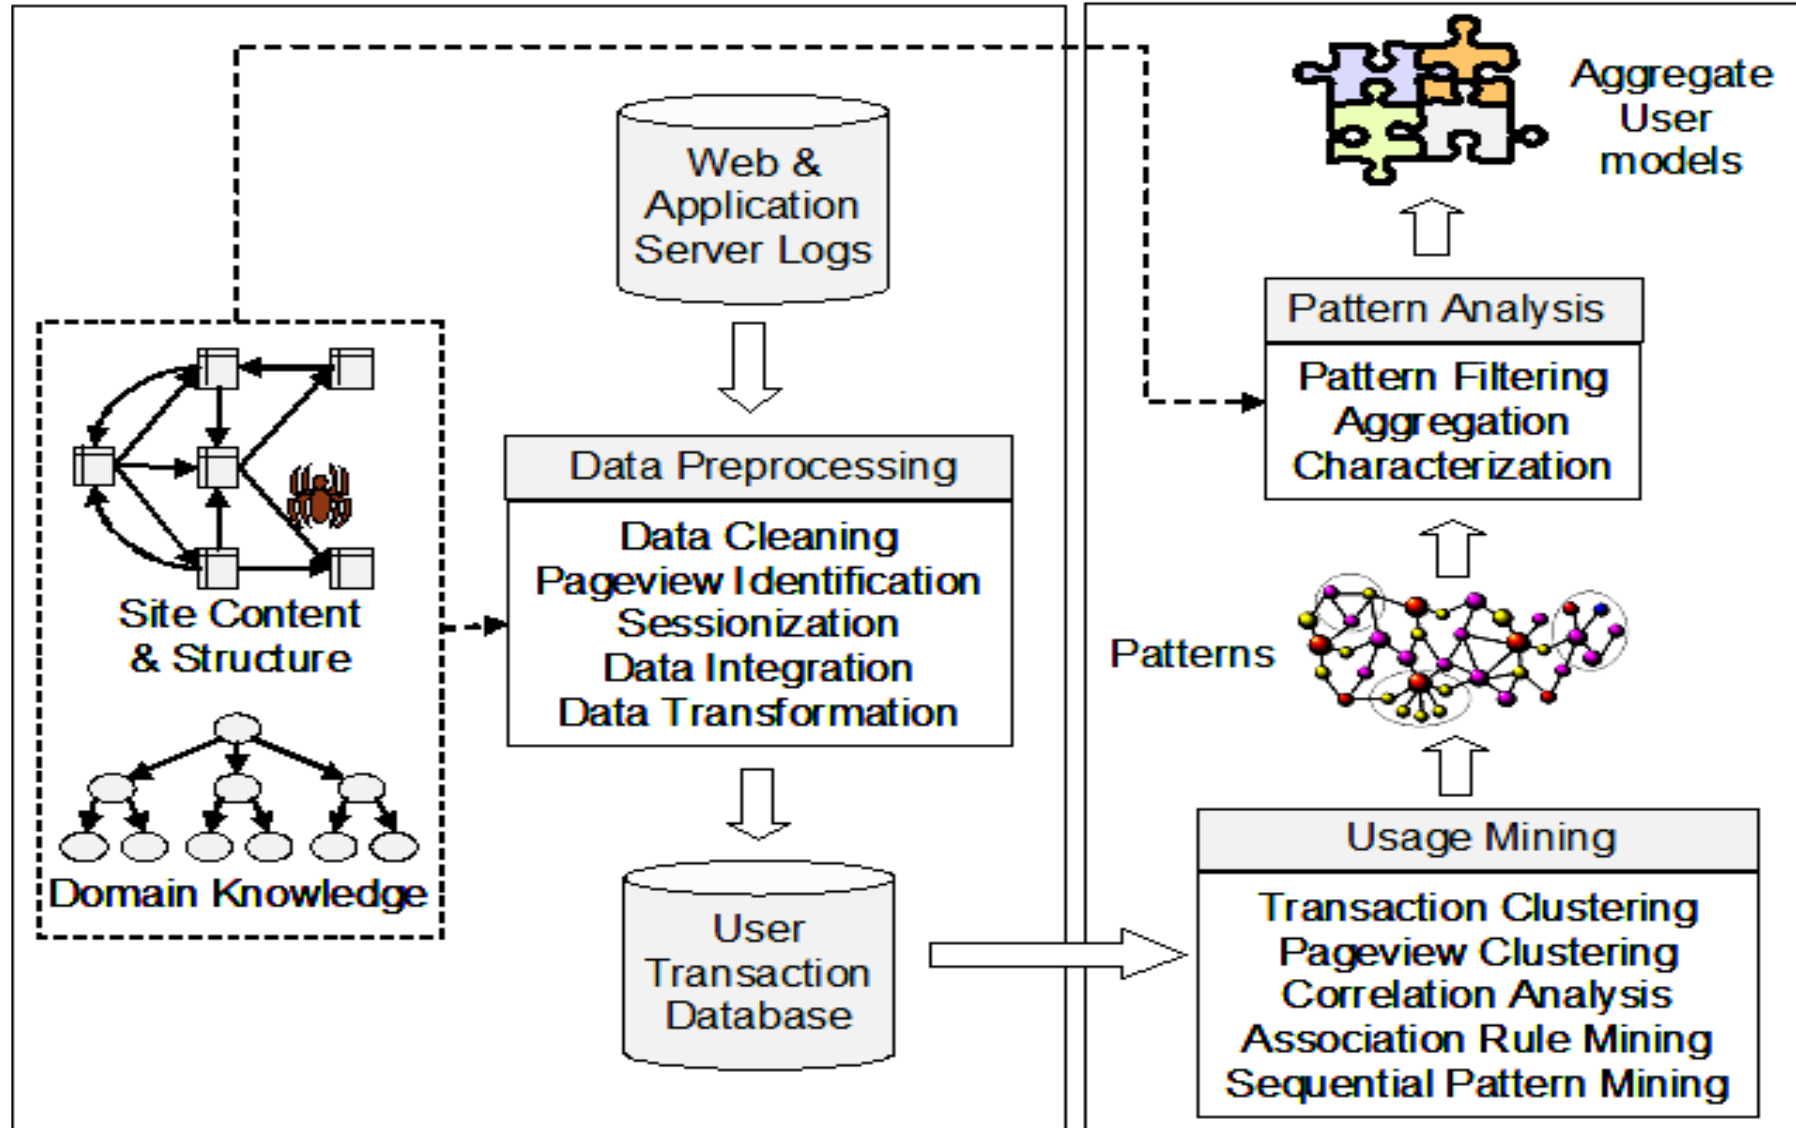 Web &
Application
Server Logs
Data Preprocessing
Data Cleaning
Pageview Identification
Sessionization
Data Integration
Data Transformation
Site Content
& Structure
Domain Knowledge
User
Transaction
Database
Aggregate
User
models
Pattern Analysis
Pattern Filtering
Aggregation
Characterization
Patterns
Usage Mining
Transaction Clustering
Pageview Clustering
Correlation Analysis
Association Rule Mining
Sequential Pattern Mining